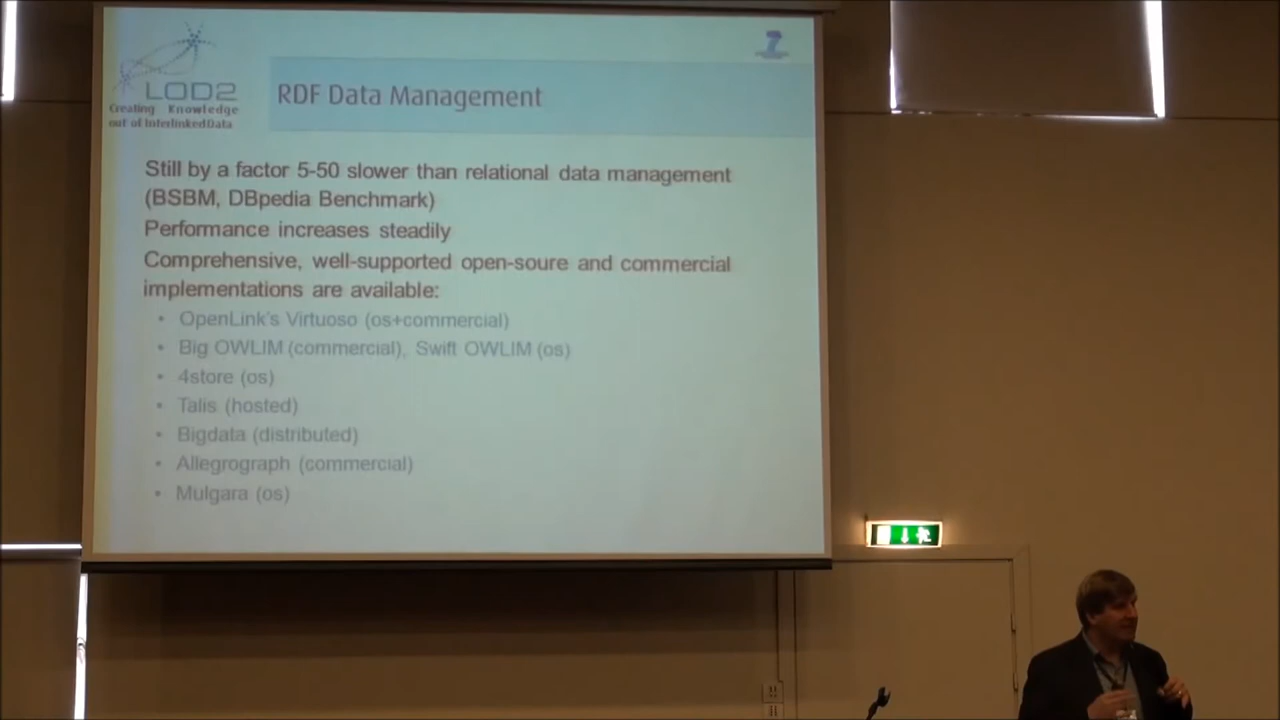 LOD2
Creating Knowledge
out of Interlinked Data
7
RDF Data Management
Still by a factor 5-50 slower than relational data management
(BSBM, DBpedia Benchmark)
Performance increases steadily
Comprehensive, well-supported open-soure and commercial
implementations are available:
• OpenLink's Virtuoso (os+commercial)
• Big OWLIM (commercial), Swift OWLIM (os)
• 4store (os)
• Talis (hosted)
• Bigdata (distributed)
• Allegrograph (commercial)
• Mulgara (os)